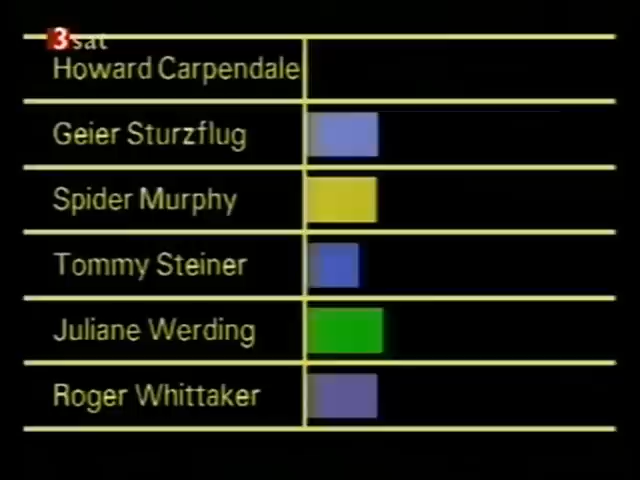 3sat
Howard Carpendale
Geier Sturzflug
Spider Murphy
Tommy Steiner
Juliane Werding
Roger Whittaker